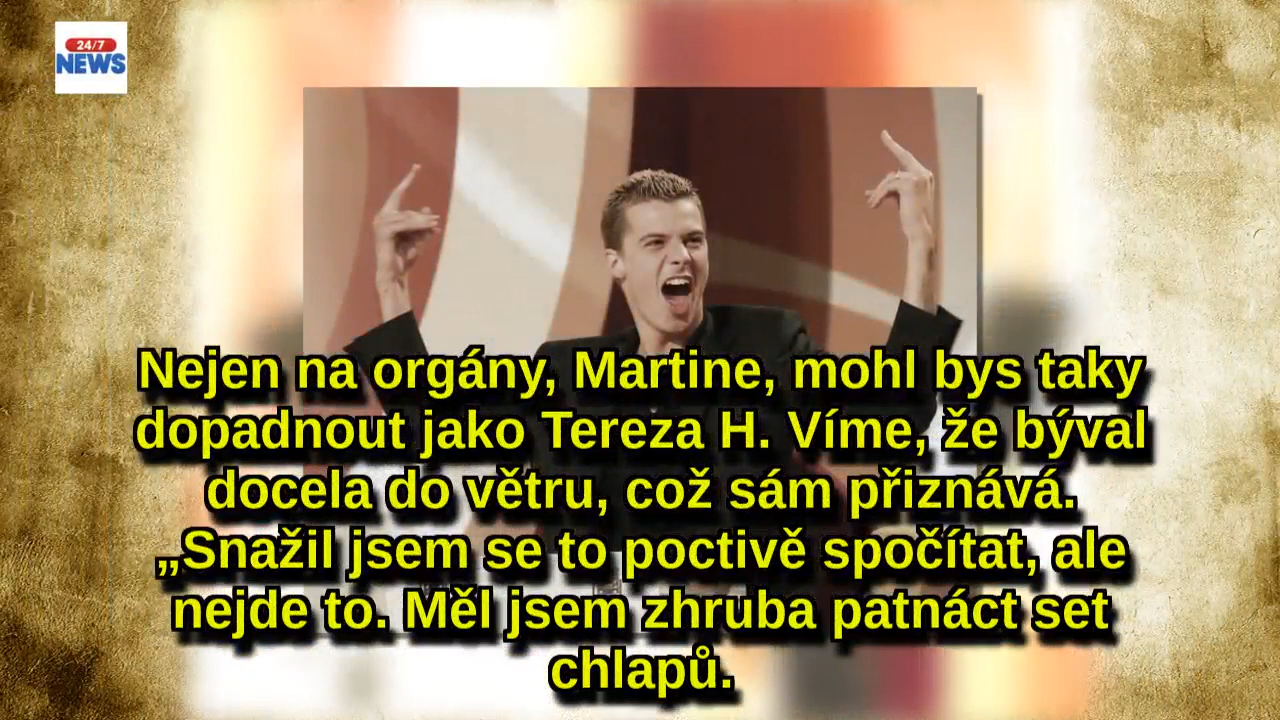 24/7
NEWS
Nejen na orgány, Martine, mohl bys taky
dopadnout jako Tereza H. Víme, že býval
docela do větru, což sám přiznává.
„Snažil jsem se to poctivě spočítat, ale
nejde to. Měl jsem zhruba patnáct set
chlapů.